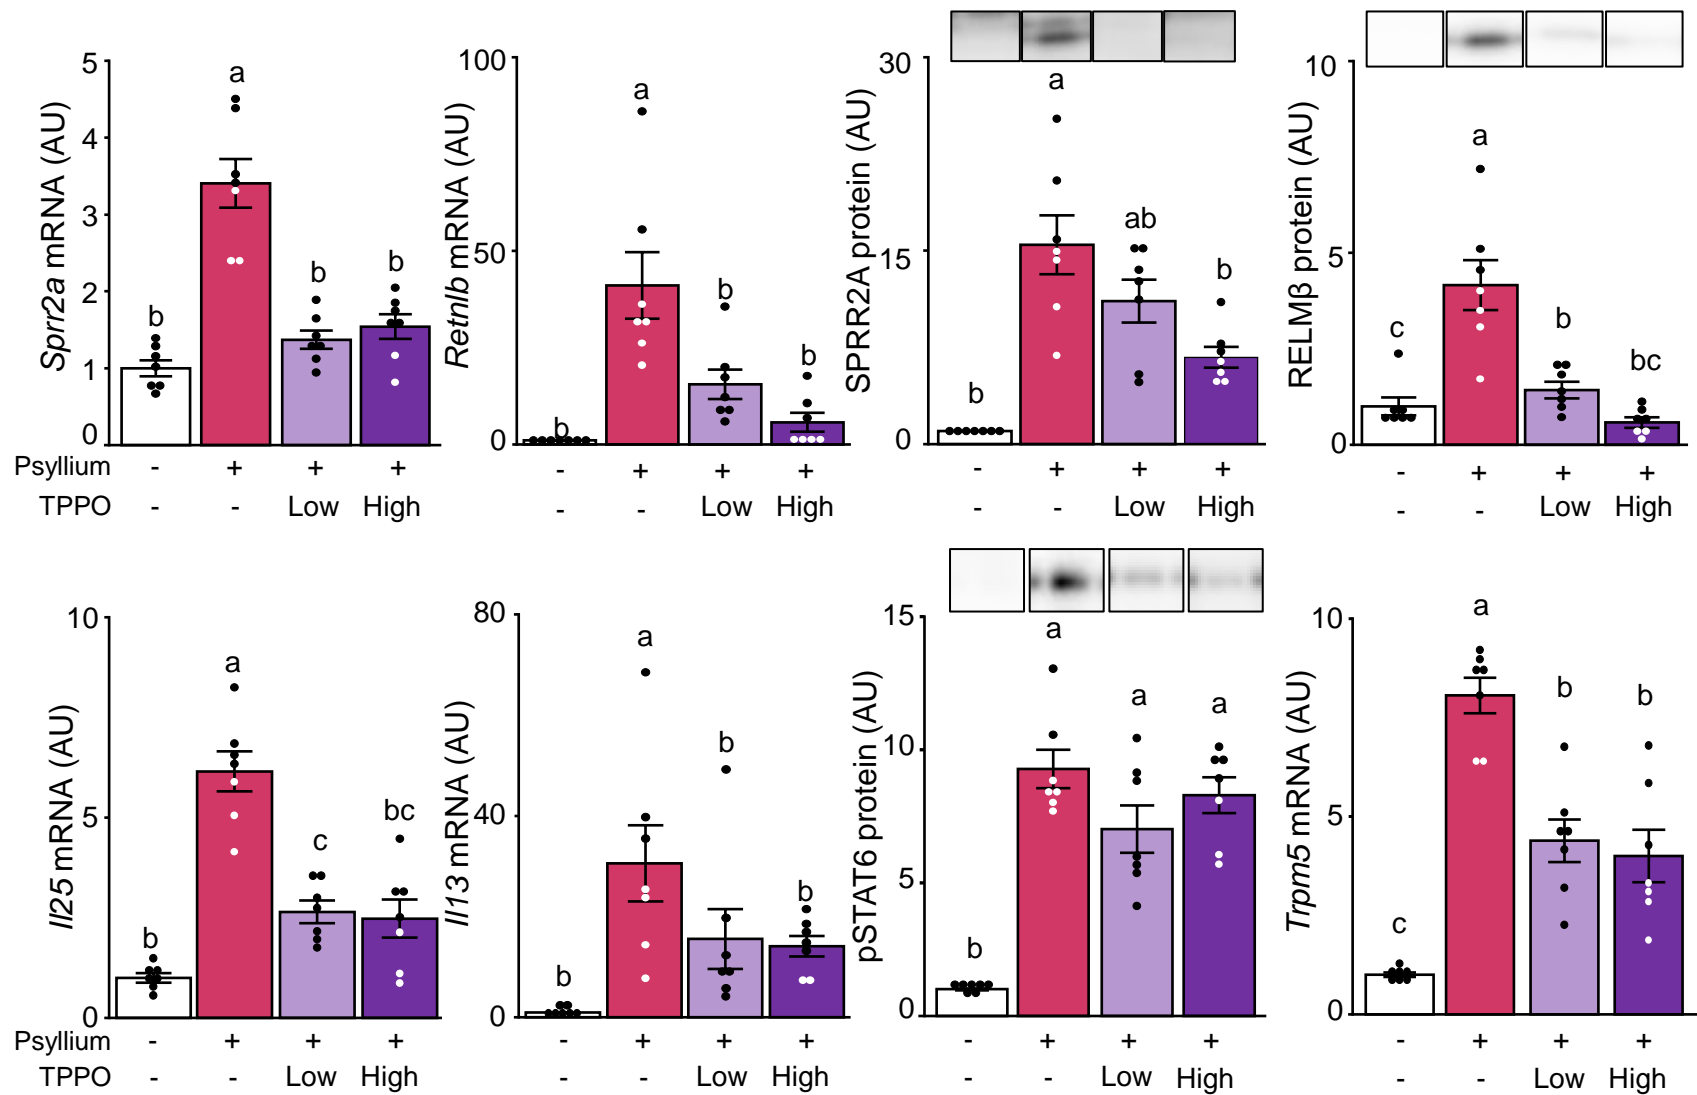 Sprr2a mRNA (AU)
5
4
3
2
1
0
b
a
b
b
Psyllium - + + +
TPPO - - Low High
Retnlb mRNA (AU)
100
50
0
b
a
b
b
- + + +
- - Low High
SPRR2A protein (AU)
30
15
0
b
a
ab
b
- + + +
- - Low High
RELMβ protein (AU)
10
5
0
c
a
b
bc
- + + +
- - Low High
Il25 mRNA (AU)
10
5
0
b
a
c
bc
Psyllium - + + +
TPPO - - Low High
Il13 mRNA (AU)
80
40
0
b
a
b
b
- + + +
- - Low High
pSTAT6 protein (AU)
15
10
5
0
b
a
a
a
- + + +
- - Low High
Trpm5 mRNA (AU)
10
5
0
c
a
b
b
- + + +
- - Low High